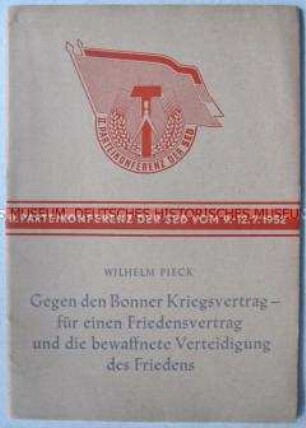 II. PARTEIKONFERENZ DER SED
II. PARTEIKONFERENZ DER SED VOM 9.-12.7.1952
MUSEUM DEUTSCHES HISTORISCHES MUSEUM
WILHELM PIECK
Gegen den Bonner Kriegsvertrag –
für einen Friedensvertrag
und die bewaffnete Verteidigung
des Friedens